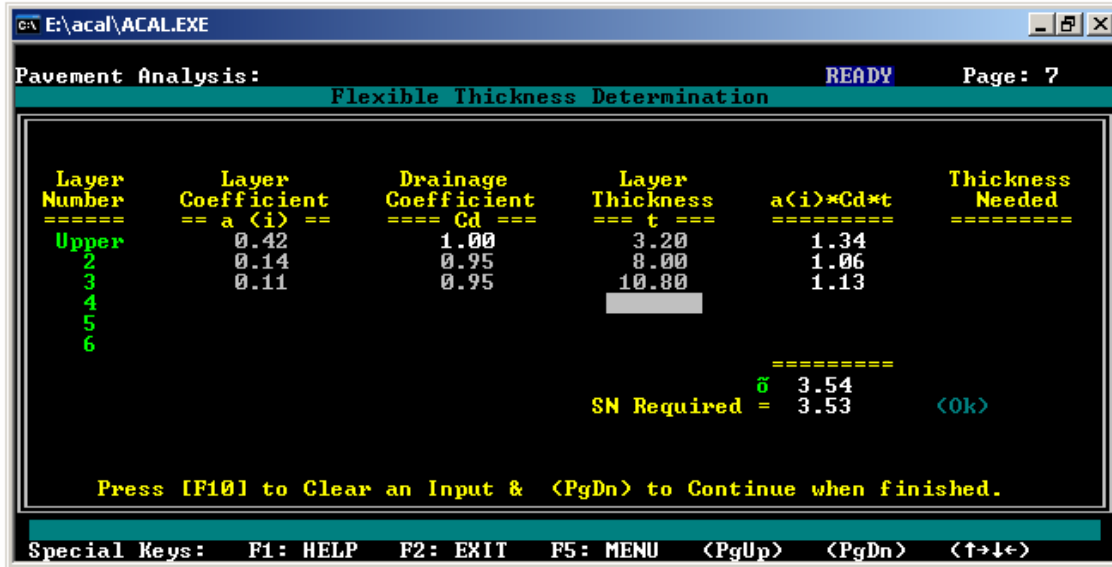 E:\acal\ACAL.EXE
Pavement Analysis: READY Page: 7
Flexible Thickness Determination
Layer Layer Drainage Layer Thickness
Number Coefficient Coefficient Thickness a(i)*Cd*t Needed
====== == a (i) == ==== Cd === === t === ========= =========
Upper 0.42 1.00 3.20 1.34
2 0.14 0.95 8.00 1.06
3 0.11 0.95 10.80 1.13
4
5
6
=========
õ 3.54
SN Required = 3.53 (Ok)
Press [F10] to Clear an Input & (PgDn) to Continue when finished.
Special Keys: F1: HELP F2: EXIT F5: MENU (PgUp) (PgDn) (↑→↓←)